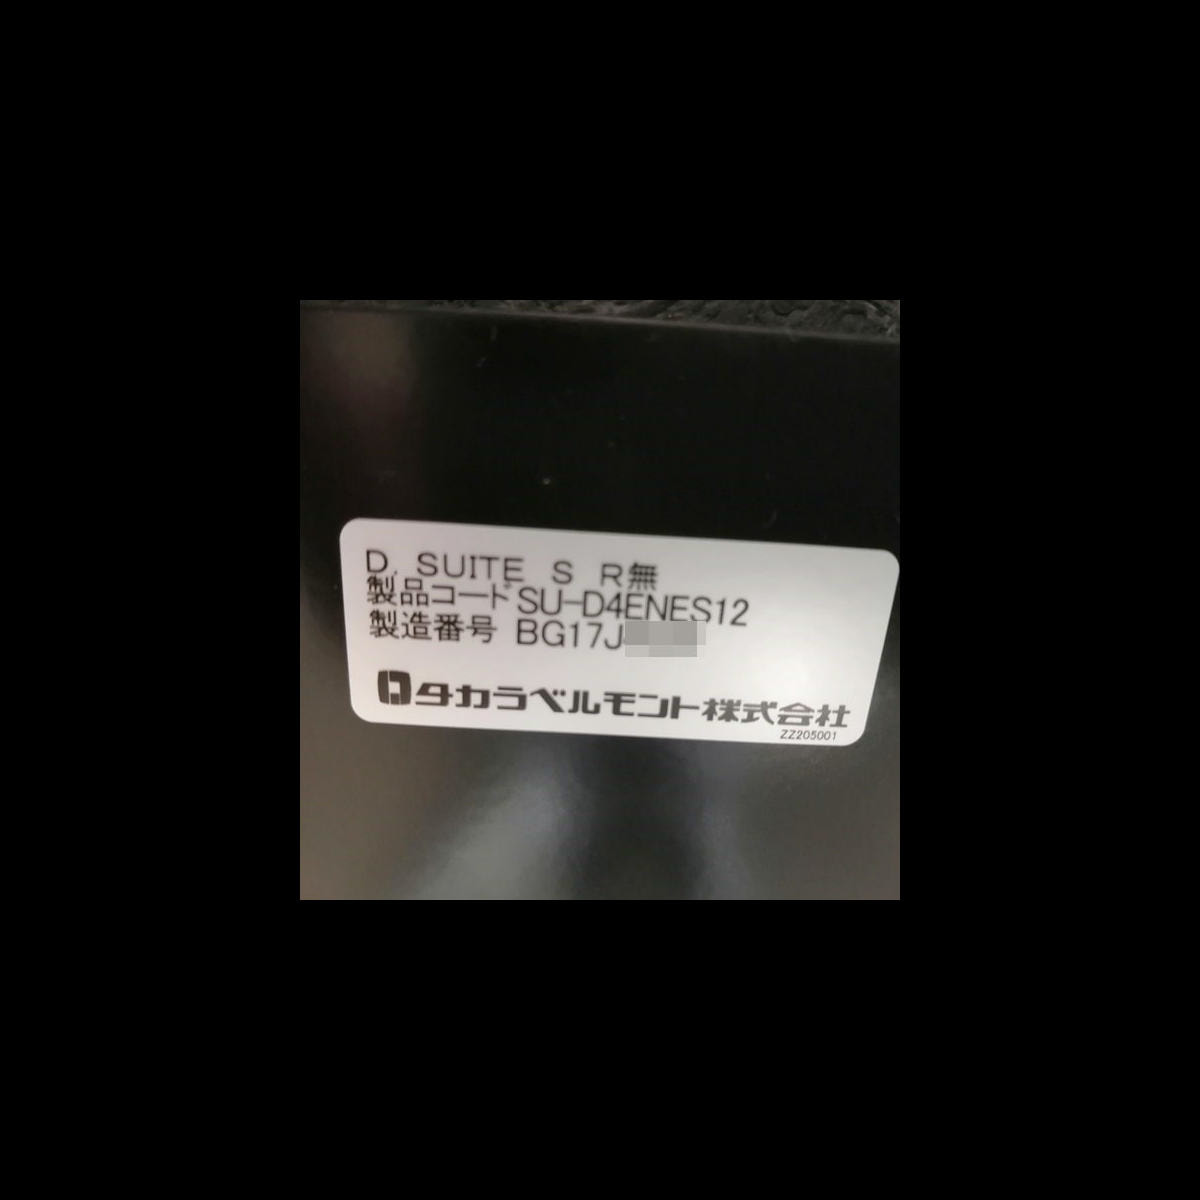 D. SUITE S R無
製品コード SU-D4ENES12
製造番号 BG17J
タカラベルモント株式会社
ZZ205001